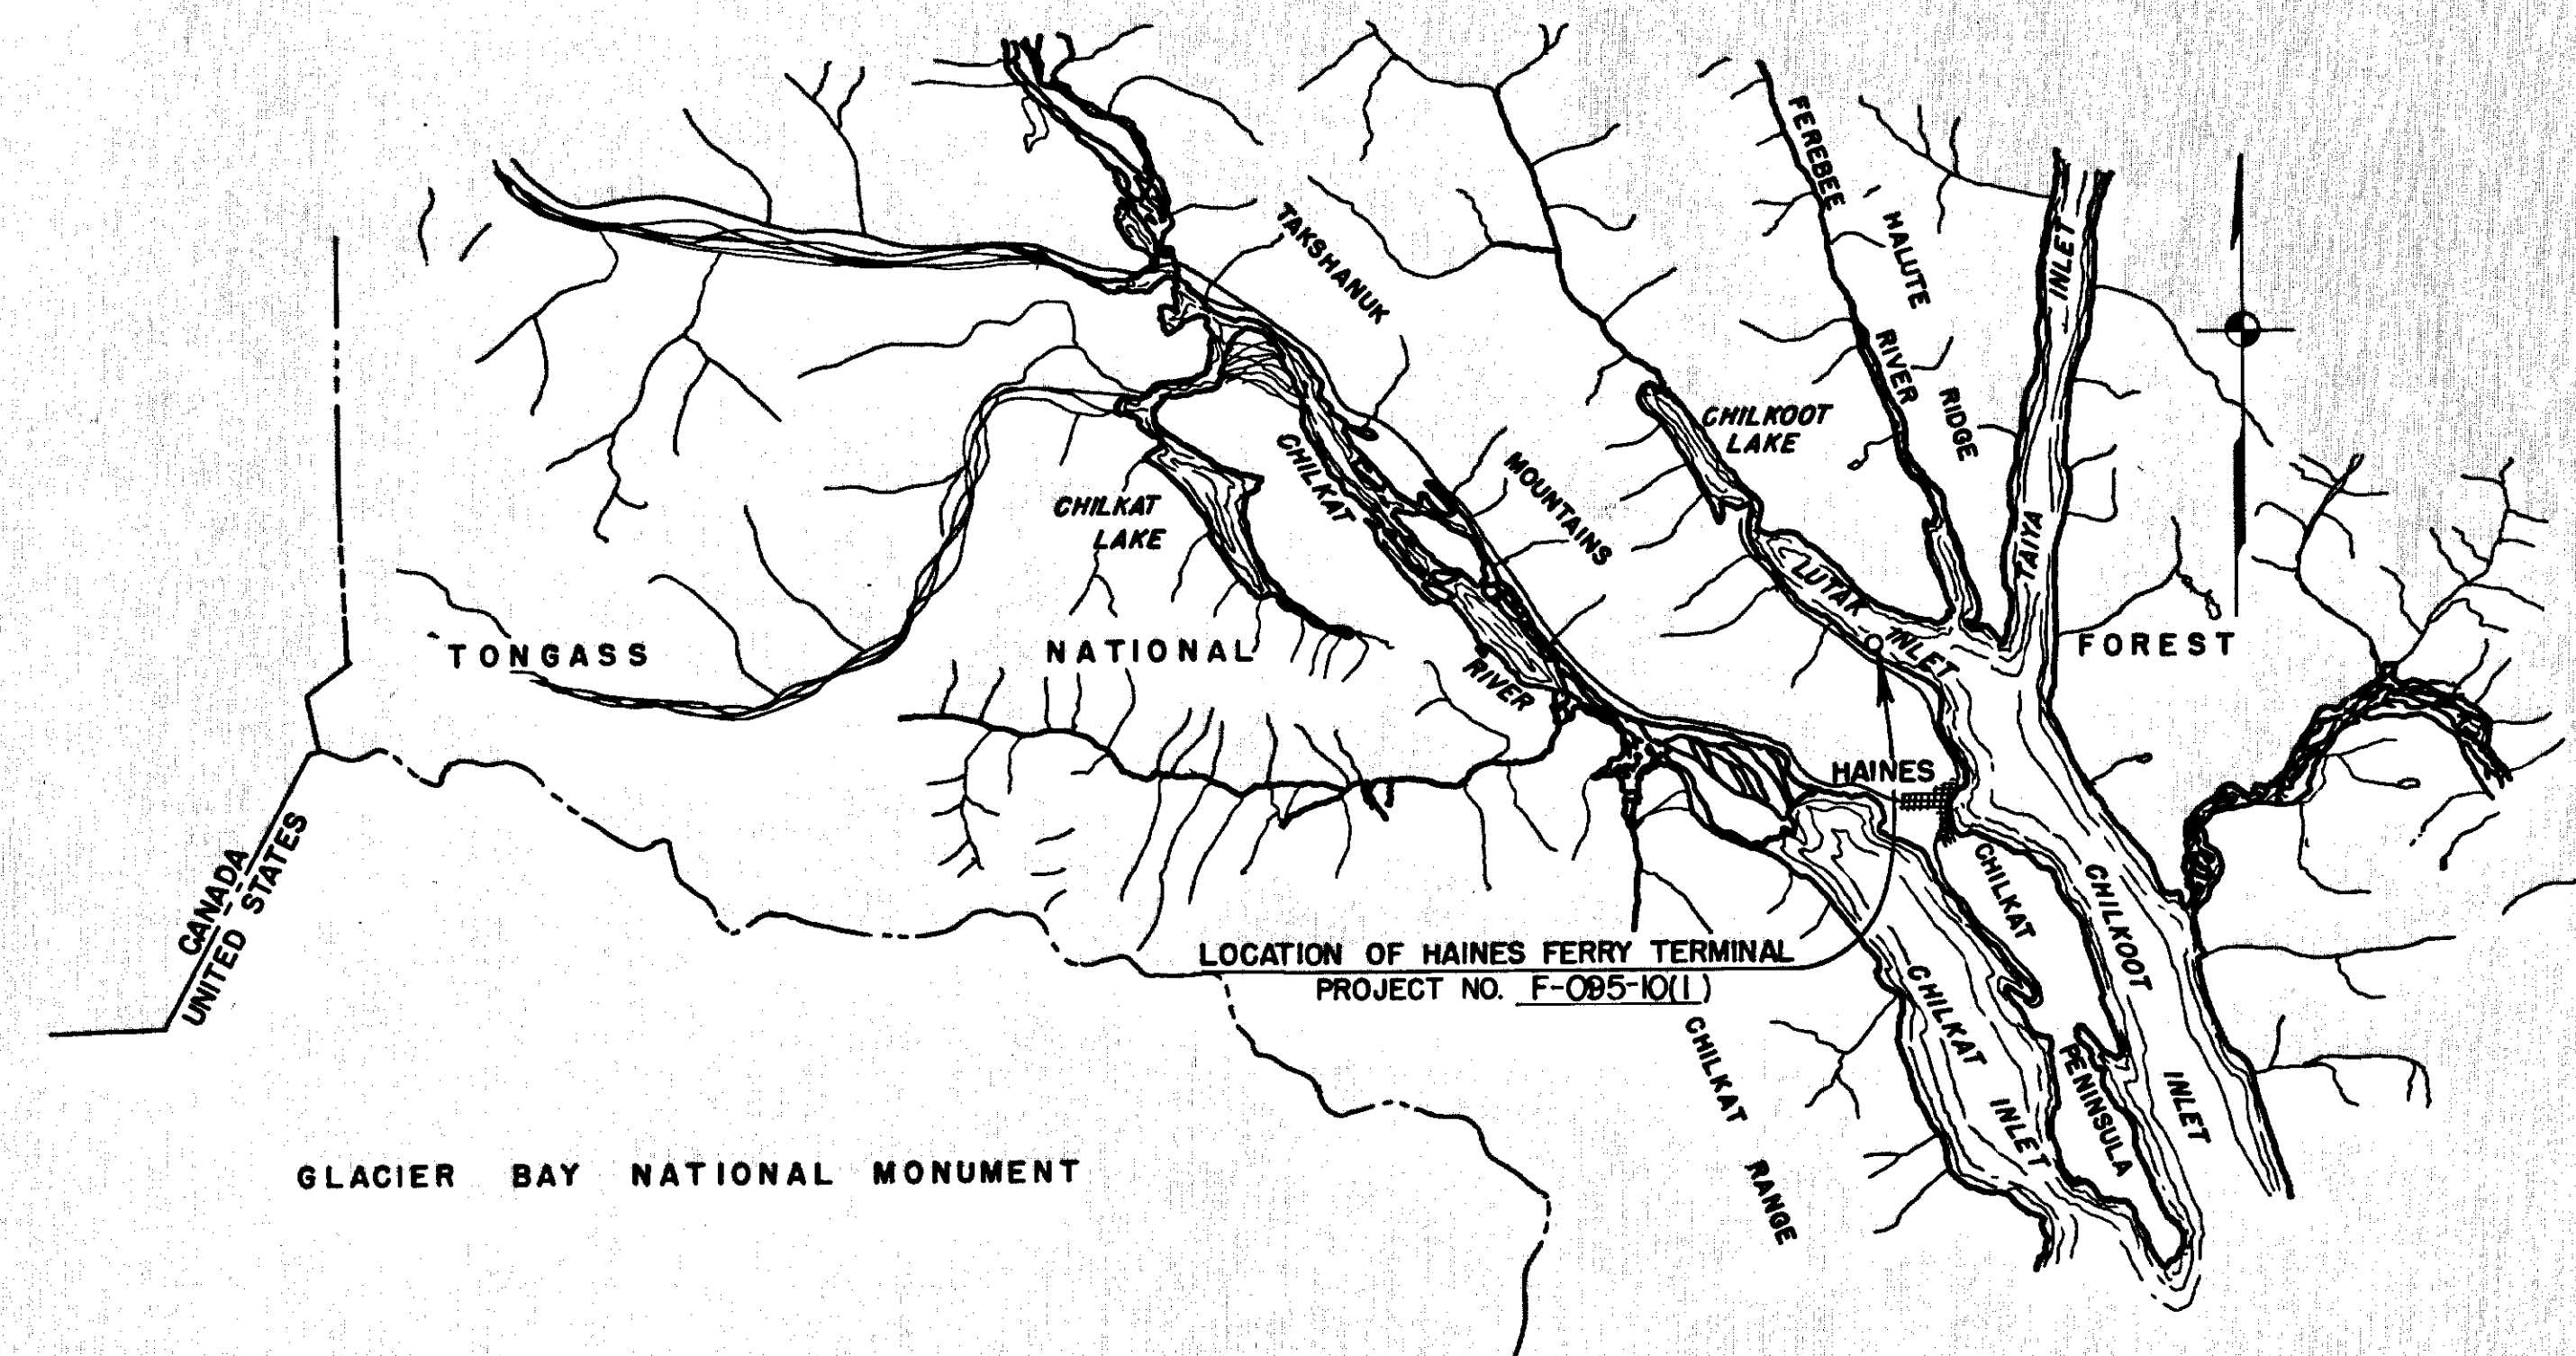 FEREBEE
RIVER
HALUTE
RIDGE
TAIYA
INLET
TAKSHANUK
MOUNTAINS
CHILKOOT
LAKE
CHILKAT
LAKE
CHILKAT
RIVER
LUTAK
INLET
TONGASS
NATIONAL
FOREST
HAINES
CANADA
UNITED STATES
LOCATION OF HAINES FERRY TERMINAL
PROJECT NO. F-095-10(1)
CHILKAT
PENINSULA
CHILKOOT
INLET
CHILKAT
INLET
CHILKAT
RANGE
GLACIER BAY NATIONAL MONUMENT